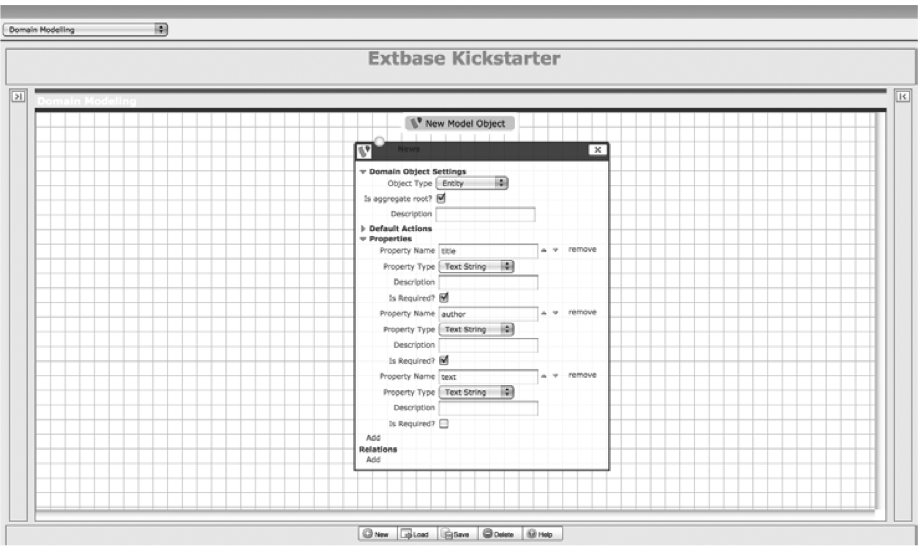 Domain Modelling
Extbase Kickstarter
Domain Modeling
New Model Object
News
Domain Object Settings
Object Type Entity
Is aggregate root?
Description
Default Actions
Properties
Property Name title remove
Property Type Text String
Description
Is Required?
Property Name author remove
Property Type Text String
Description
Is Required?
Property Name text remove
Property Type Text String
Description
Is Required?
Add
Relations
Add
New Load Save Delete Help